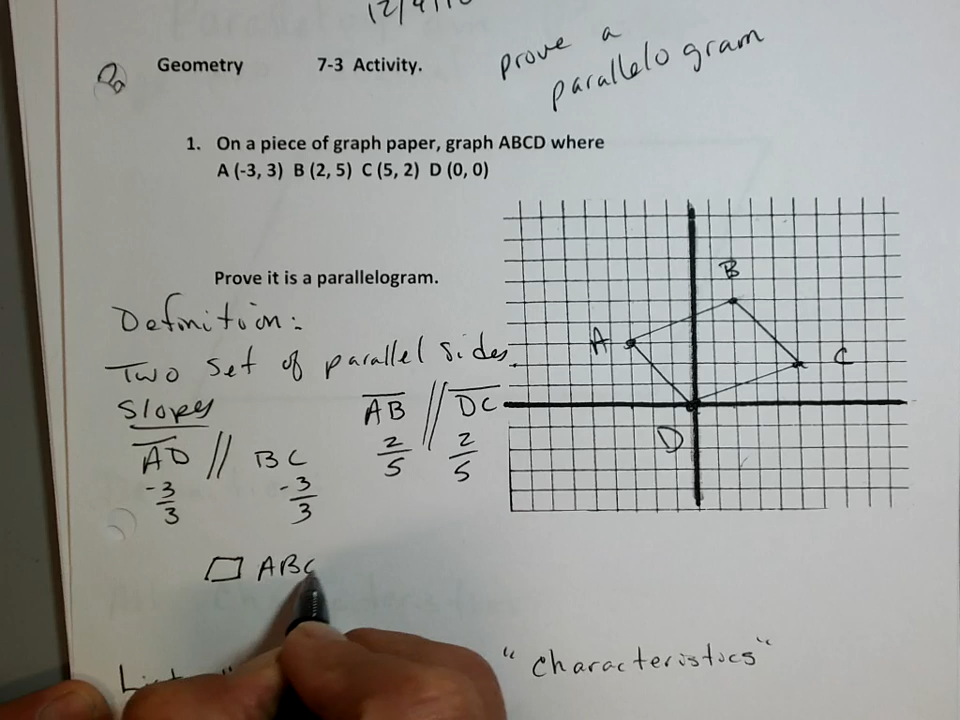 prove a
parallelogram
Geometry 7-3 Activity.
1. On a piece of graph paper, graph ABCD where
A (-3, 3) B (2, 5) C (5, 2) D (0, 0)
Prove it is a parallelogram.
Definition:
Two set of parallel sides.
Slopes
AD // BC
-3/3 -3/3
AB // DC
2/5 2/5
B
A
C
D
▱ ABC
"characteristics"